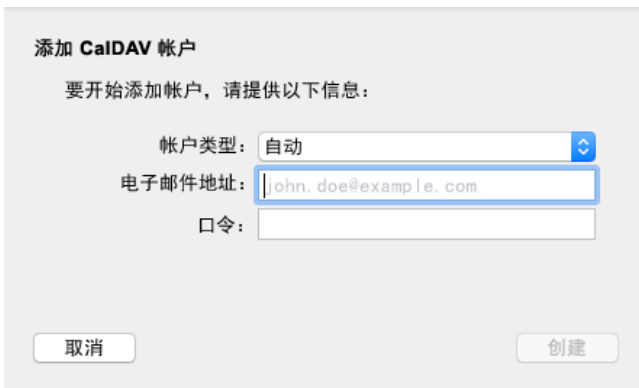 添加 CalDAV 帐户
要开始添加帐户，请提供以下信息：
帐户类型： 自动
电子邮件地址： john.doe@example.com
口令：
取消 创建